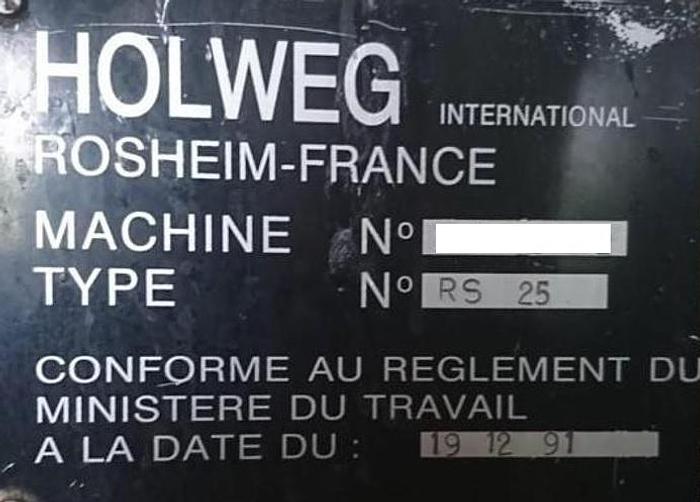 HOLWEG INTERNATIONAL
ROSHEIM-FRANCE
MACHINE Nº
TYPE Nº RS 25
CONFORME AU REGLEMENT DU
MINISTERE DU TRAVAIL
A LA DATE DU : 19 12 91